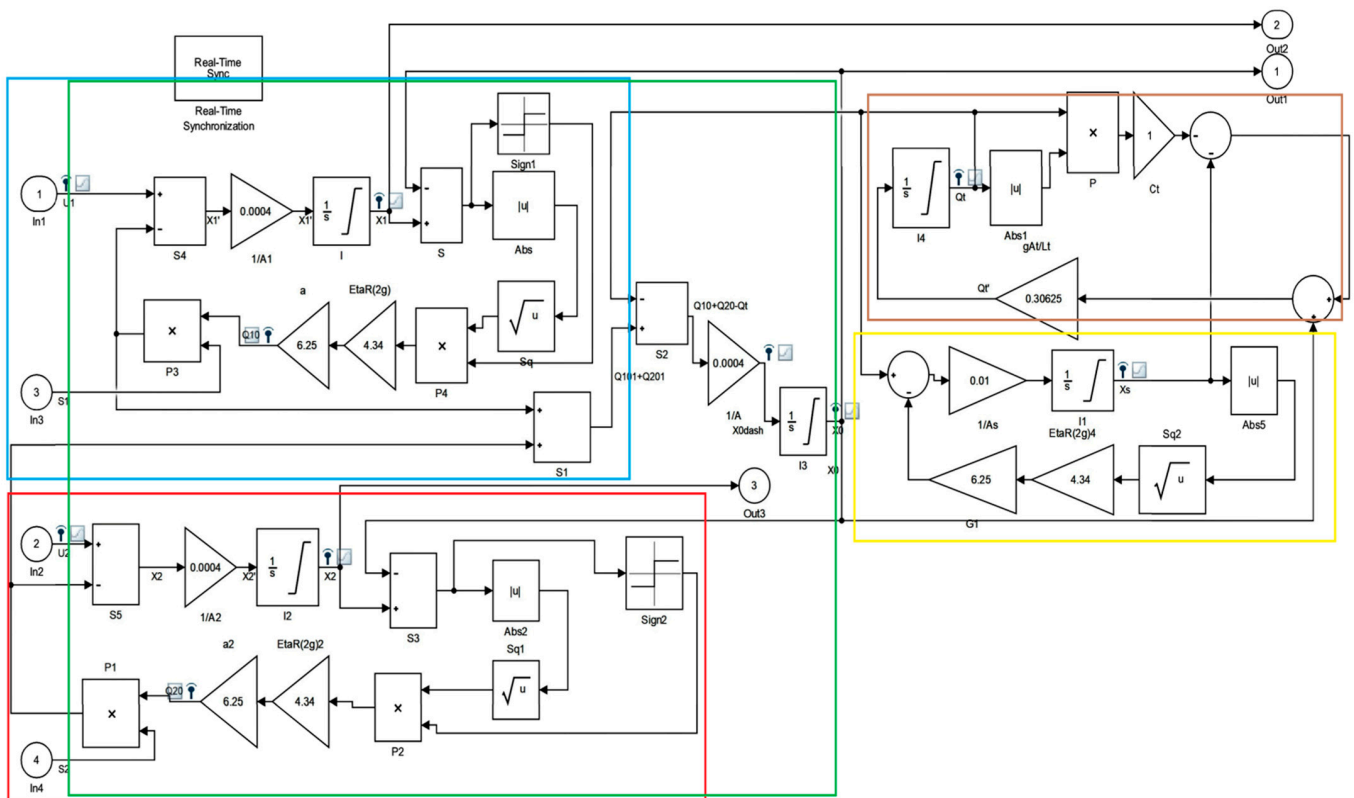 2
Out2
Real-Time
Sync
1
Out1
Real-Time
Synchronization
Sign1
1
In1
U1
+
-
S4
X1'
0.0004
1/A1
X1'
1
s
I
X1
-
+
S
|u|
Abs
1
s
I4
Qt
|u|
Abs1
gAt/Lt
×
P
1
Ct
-
-
a
EtaR(2g)
×
P3
Q10
6.25
4.34
×
P4
√u
Sq
-
+
S2
Q10+Q20-Qt
0.0004
1/A
X0dash
Qt'
0.30625
+
+
3
In3
S1
+
+
S1
Q101+Q201
1
s
I3
X0
X0
+
-
0.01
1/As
1
s
I1
Xs
|u|
Abs5
EtaR(2g)4
Sq2
6.25
4.34
√u
G1
3
Out3
2
In2
U2
+
-
S5
X2
0.0004
1/A2
X2'
1
s
I2
X2
-
+
S3
|u|
Abs2
Sign2
a2
EtaR(2g)2
Sq1
P1
×
Q20
6.25
4.34
×
P2
√u
4
In4
S2